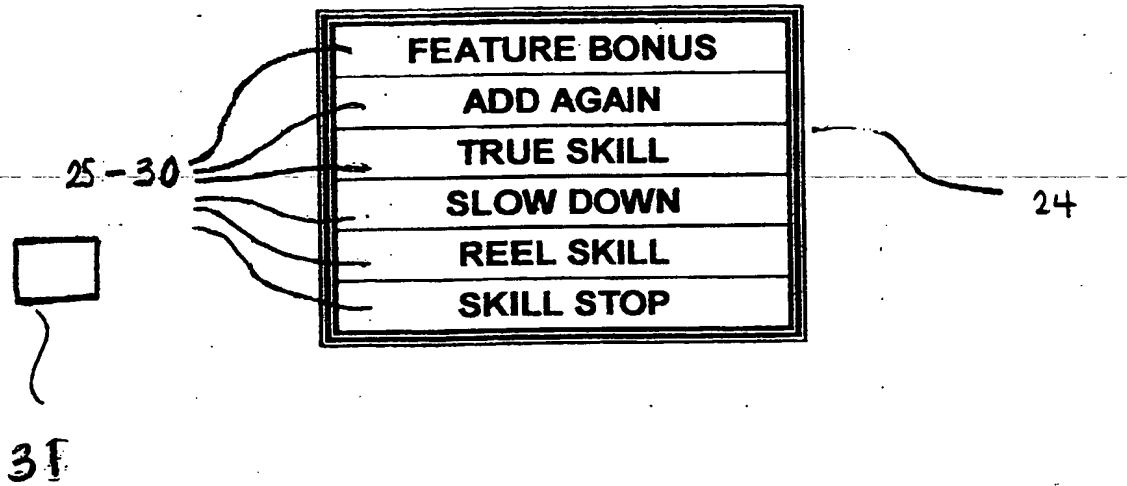 FEATURE BONUS
ADD AGAIN
TRUE SKILL
25-30
SLOW DOWN
24
REEL SKILL
SKILL STOP
31